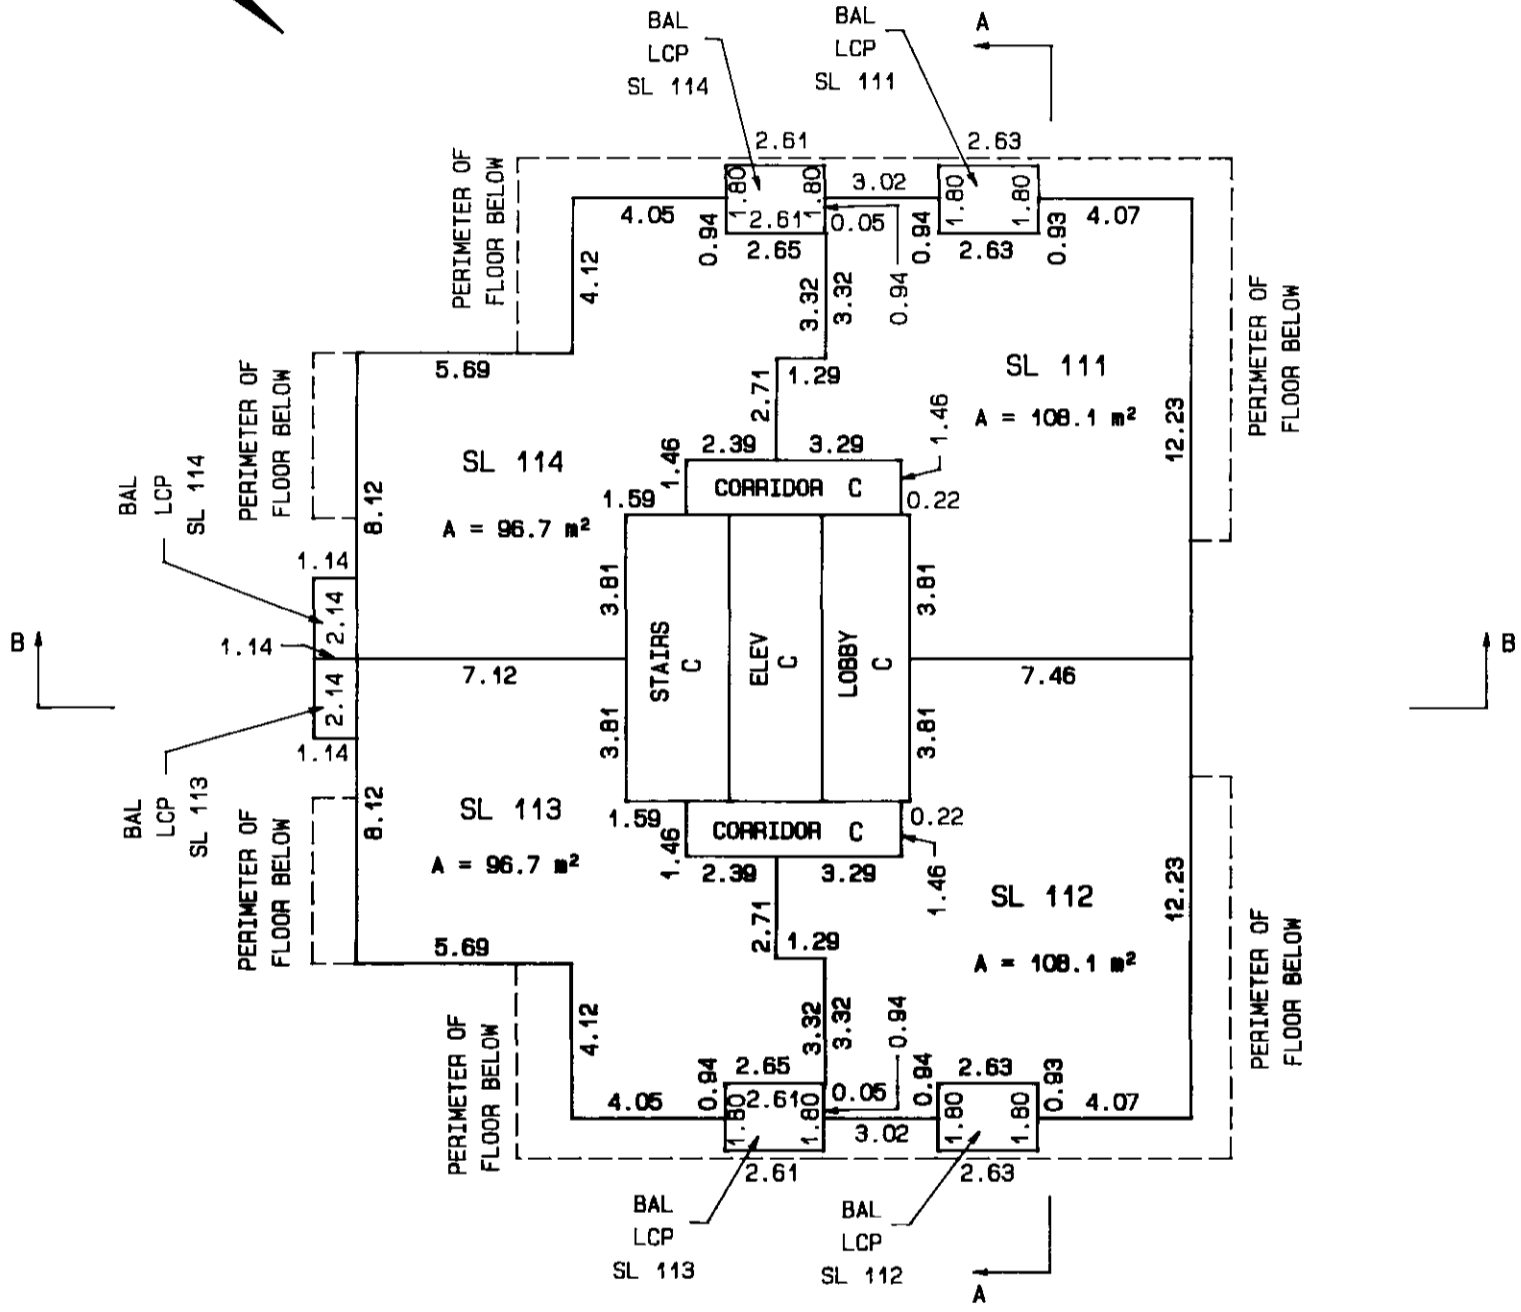 BAL
LCP
SL 114
BAL
LCP
SL 111
A
2.61
2.63
PERIMETER OF
FLOOR BELOW
1.80
1.80
3.02
1.80
1.80
4.05
2.61
0.05
4.07
0.94
2.65
0.94
2.63
0.93
0.94
4.12
3.32
3.32
PERIMETER OF
FLOOR BELOW
5.69
1.29
SL 111
A = 108.1 m²
2.71
1.46
12.23
PERIMETER OF
FLOOR BELOW
2.39
3.29
1.46
SL 114
CORRIDOR C
1.59
0.22
A = 96.7 m²
8.12
BAL
LCP
SL 114
1.14
2.14
3.81
3.81
B
1.14
7.12
STAIRS
C
ELEV
C
LOBBY
C
7.46
B
2.14
3.81
3.81
1.14
BAL
LCP
SL 113
8.12
SL 113
1.59
CORRIDOR C
0.22
A = 96.7 m²
1.46
2.39
3.29
1.46
PERIMETER OF
FLOOR BELOW
SL 112
12.23
2.71
1.29
5.69
A = 108.1 m²
PERIMETER OF
FLOOR BELOW
4.12
3.32
3.32
0.94
PERIMETER OF
FLOOR BELOW
0.94
2.65
0.94
2.63
0.93
4.05
2.61
0.05
4.07
1.80
1.80
3.02
1.80
1.80
2.61
2.63
BAL
LCP
SL 113
BAL
LCP
SL 112
A